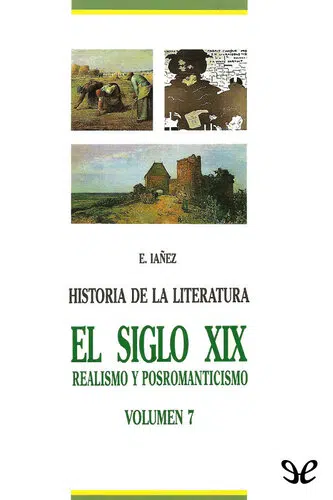 E. IAÑEZ
HISTORIA DE LA LITERATURA
EL SIGLO XIX
REALISMO Y POSROMANTICISMO
VOLUMEN 7